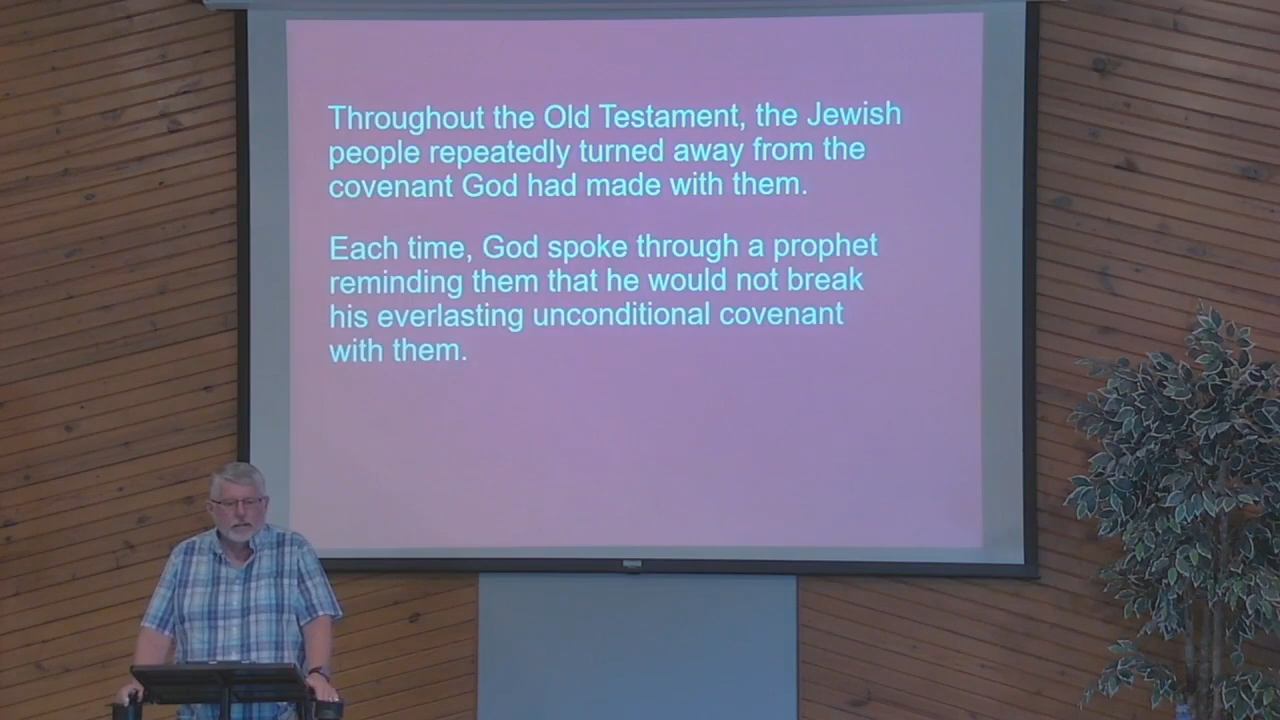 Throughout the Old Testament, the Jewish
people repeatedly turned away from the
covenant God had made with them.
Each time, God spoke through a prophet
reminding them that he would not break
his everlasting unconditional covenant
with them.